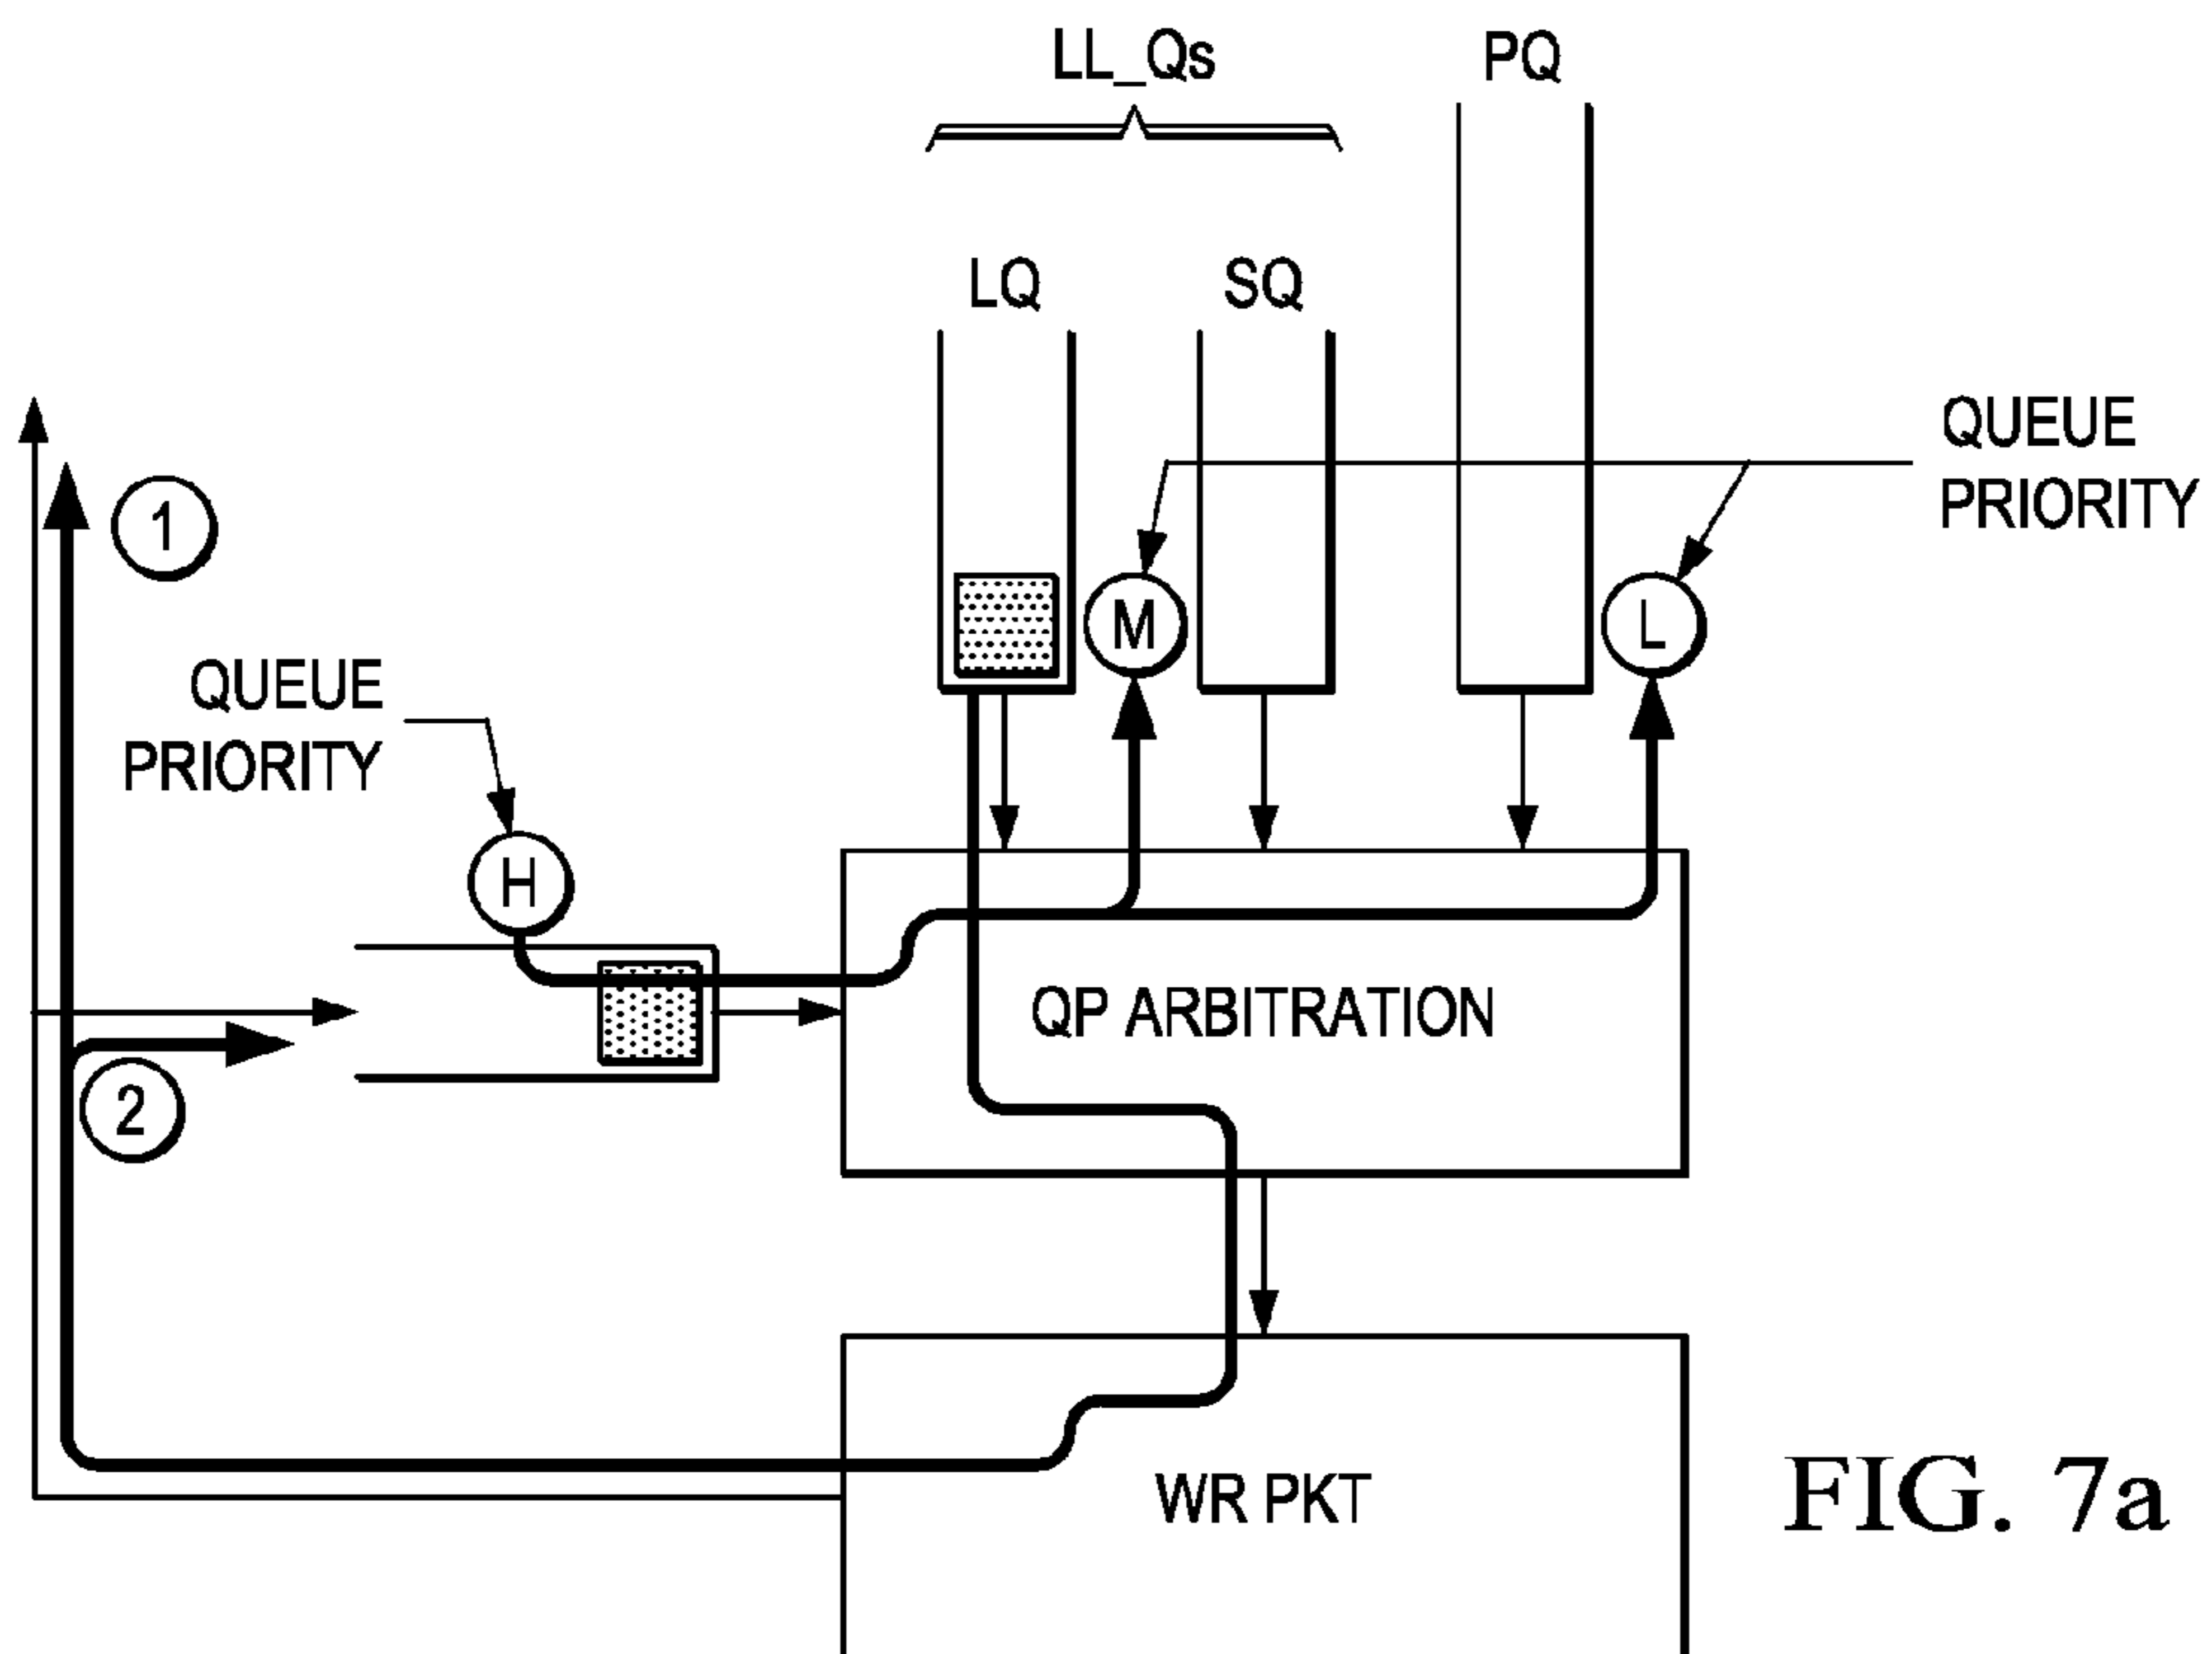 LL_Qs
PQ
LQ
SQ
QUEUE
PRIORITY
1
M
L
QUEUE
PRIORITY
H
QP ARBITRATION
2
WR PKT
FIG. 7a